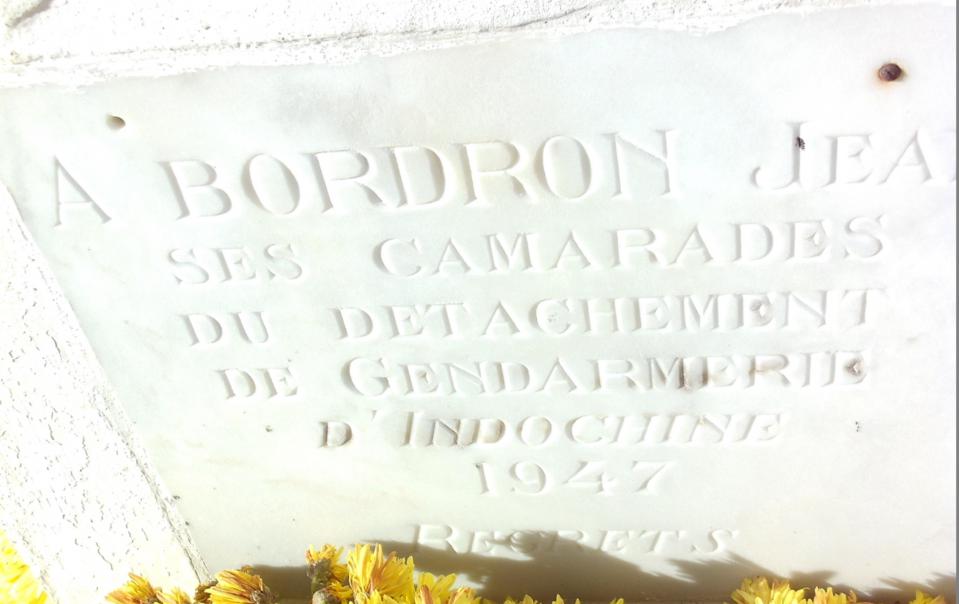 A BORDRON JEA
SES CAMARADES
DU DETACHEMENT
DE GENDARMERIE
D'INDOCHINE
1947
REGRETS